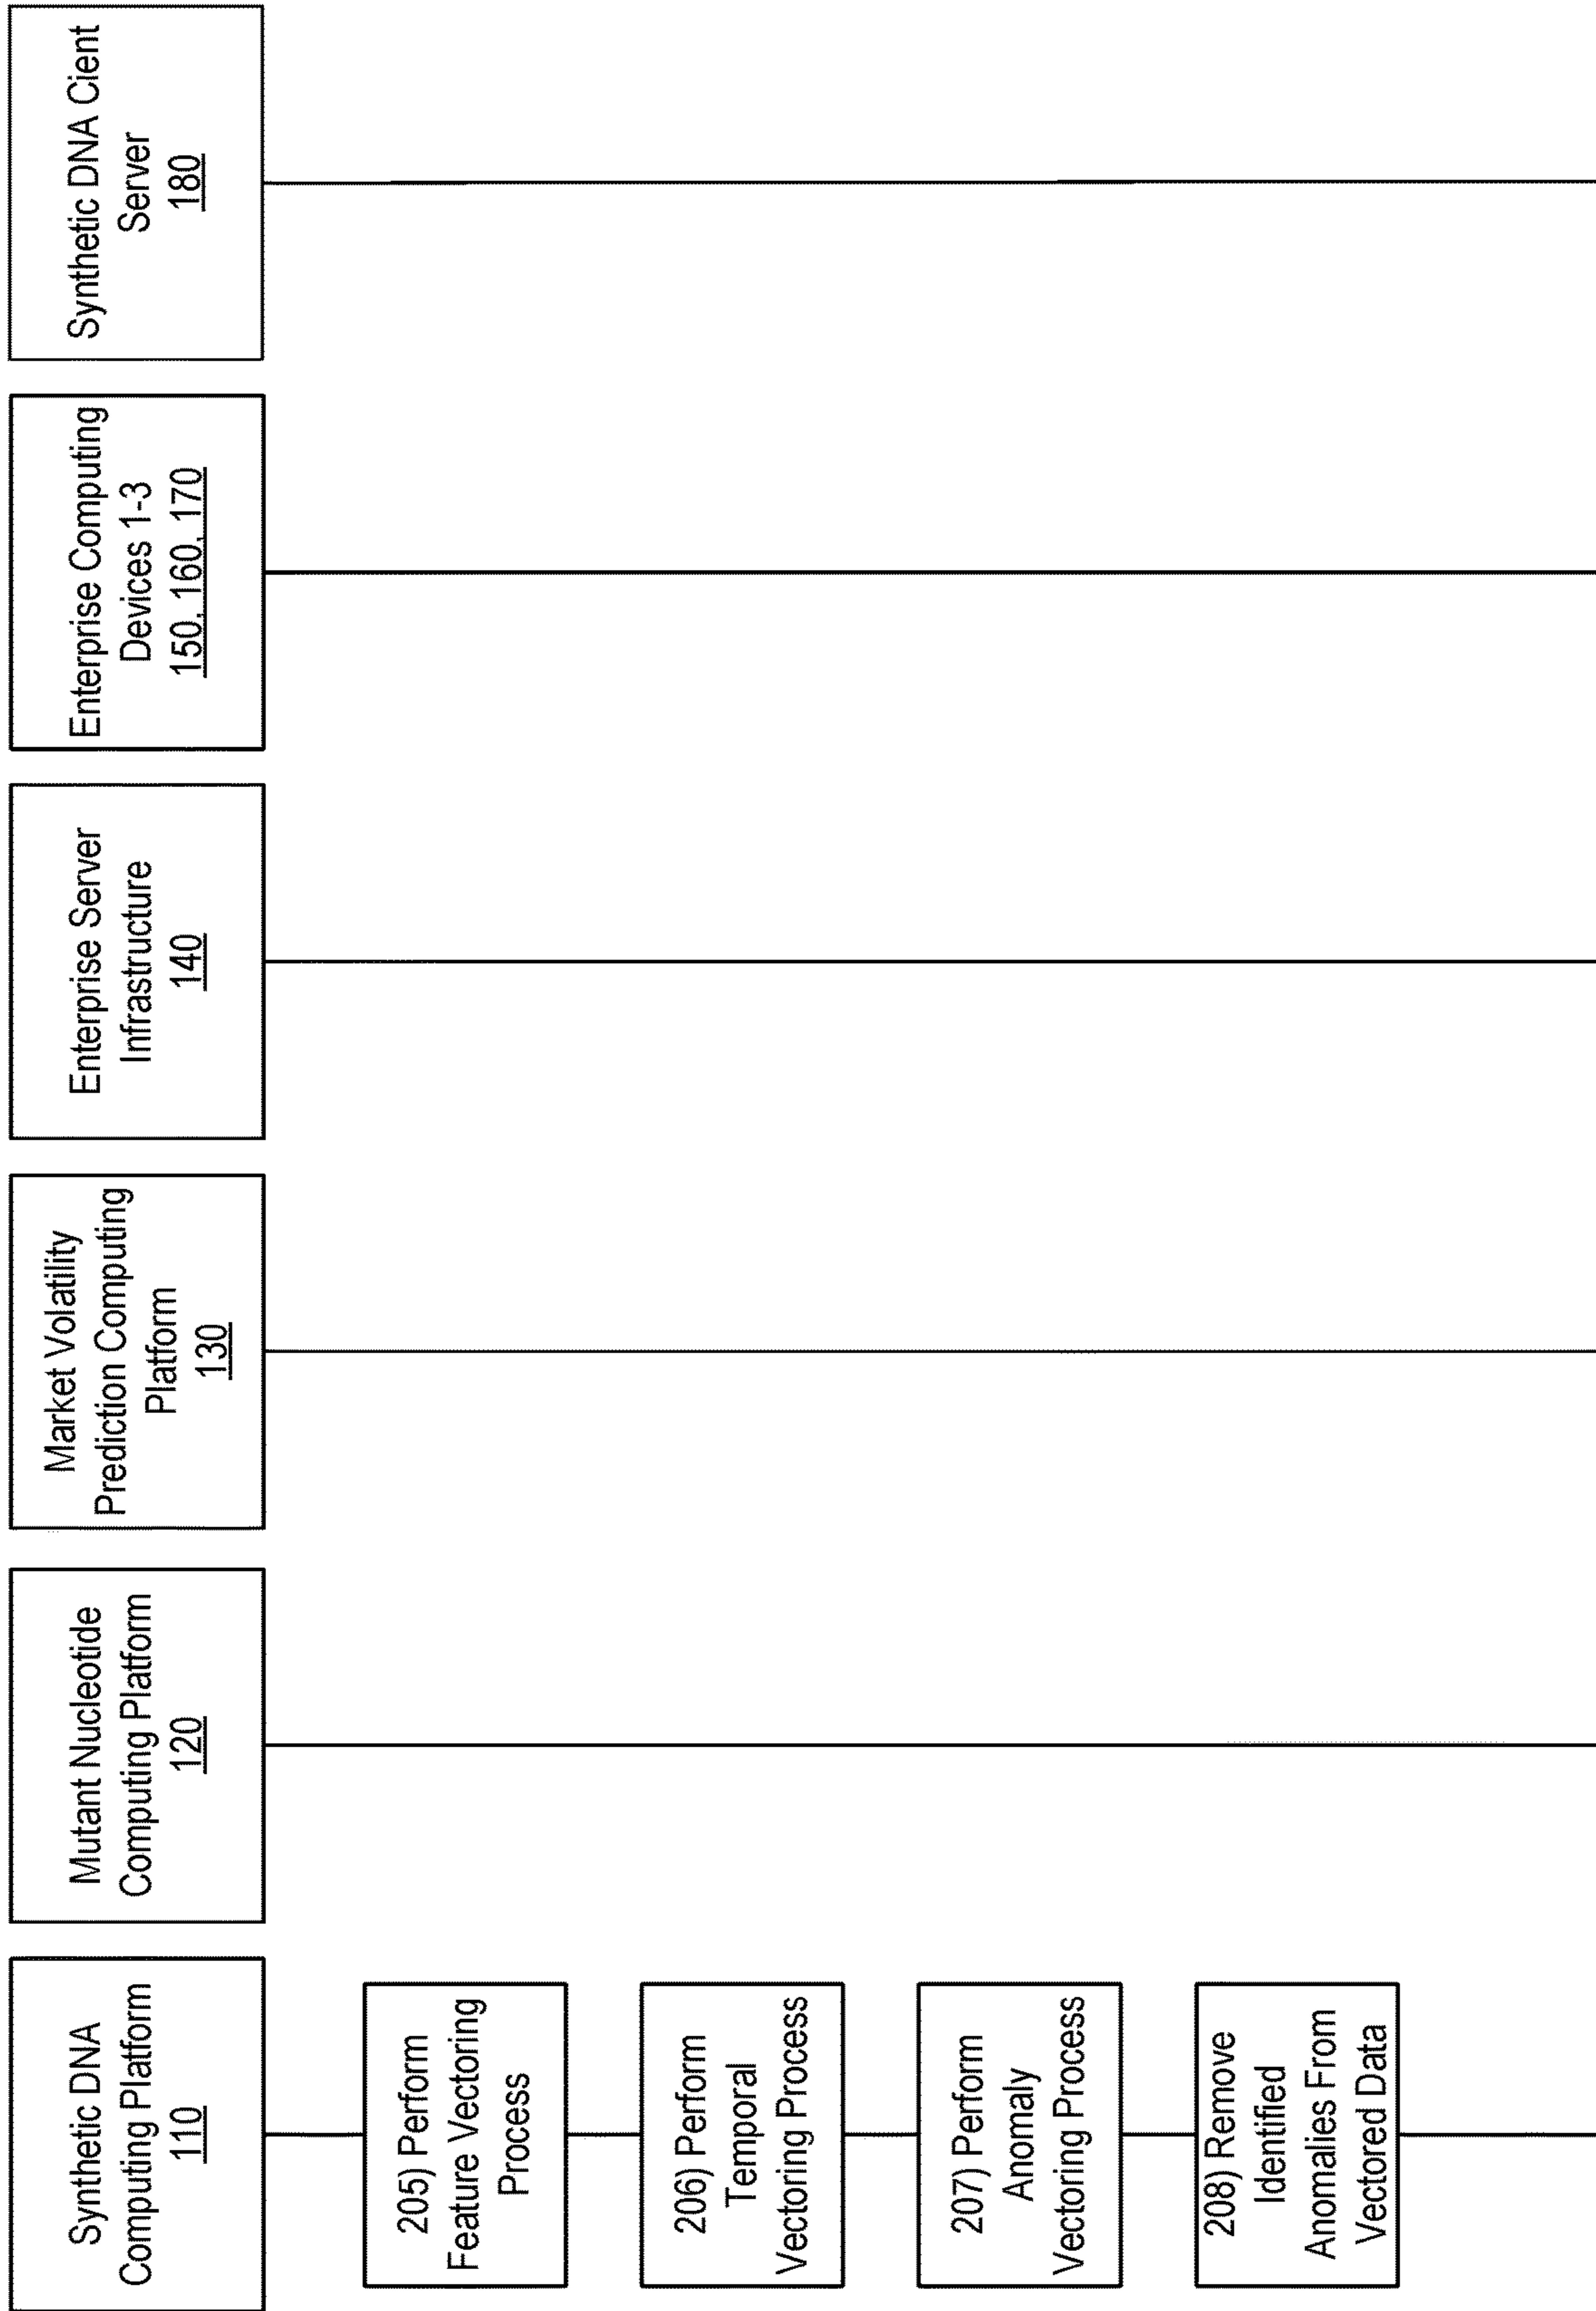 Synthetic DNA
Computing Platform
110
Mutant Nucleotide
Computing Platform
120
Market Volatility
Prediction Computing
Platform
130
Enterprise Server
Infrastructure
140
Enterprise Computing
Devices 1-3
150, 160, 170
Synthetic DNA Cient
Server
180
205) Perform
Feature Vectoring
Process
206) Perform
Temporal
Vectoring Process
207) Perform
Anomaly
Vectoring Process
208) Remove
Identified
Anomalies From
Vectored Data